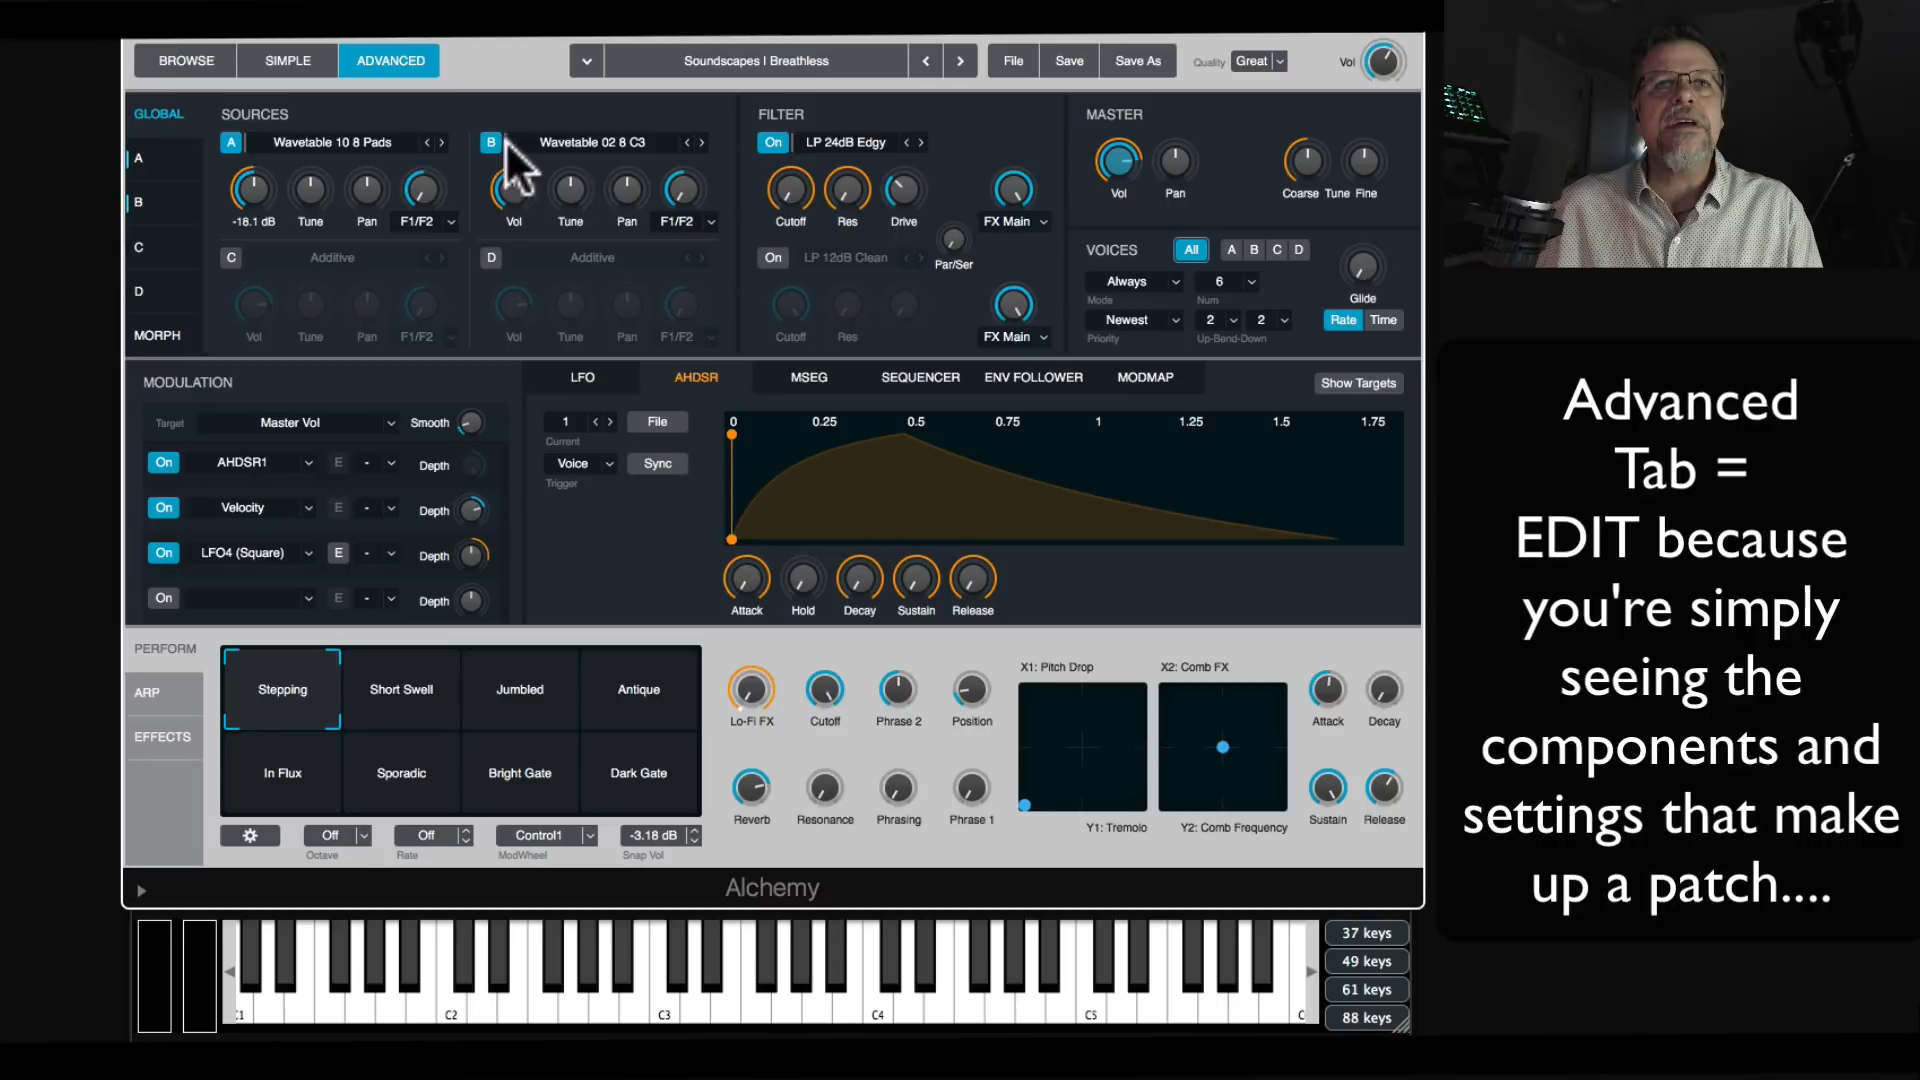 BROWSE SIMPLE ADVANCED Soundscapes | Breathless File Save Save As Quality Great Vol
GLOBAL SOURCES FILTER MASTER
A Wavetable 10 8 Pads B Wavetable 02 8 C3 On LP 24dB Edgy
A
B
-18.1 dB Tune Pan F1/F2 Vol Tune Pan F1/F2 Cutoff Res Drive FX Main Vol Pan Coarse Tune Fine
C
C Additive D Additive On LP 12dB Clean Par/Ser
VOICES All A B C D
Always 6
Mode Num Glide
D
Newest 2 2 Rate Time
Priority Up-Bend-Down
MORPH Vol Tune Pan F1/F2 Vol Tune Pan F1/F2 Cutoff Res FX Main
MODULATION LFO AHDSR MSEG SEQUENCER ENV FOLLOWER MODMAP Show Targets
Target Master Vol Smooth
1 File
Current
0 0.25 0.5 0.75 1 1.25 1.5 1.75
On AHDSR1 E - Depth
Voice Sync
Trigger
On Velocity E - Depth
On LFO4 (Square) E - Depth
On E - Depth
Attack Hold Decay Sustain Release
PERFORM
ARP
EFFECTS
Stepping Short Swell Jumbled Antique
In Flux Sporadic Bright Gate Dark Gate
Off Off Control1 -3.18 dB
Octave Rate ModWheel Snap Vol
Lo-Fi FX Cutoff Phrase 2 Position
Reverb Resonance Phrasing Phrase 1
X1: Pitch Drop X2: Comb FX
Y1: Tremolo Y2: Comb Frequency
Attack Decay
Sustain Release
Alchemy
C2 C3 C4 C5 C
37 keys
49 keys
61 keys
88 keys
Advanced
Tab =
EDIT because
you're simply
seeing the
components and
settings that make
up a patch....